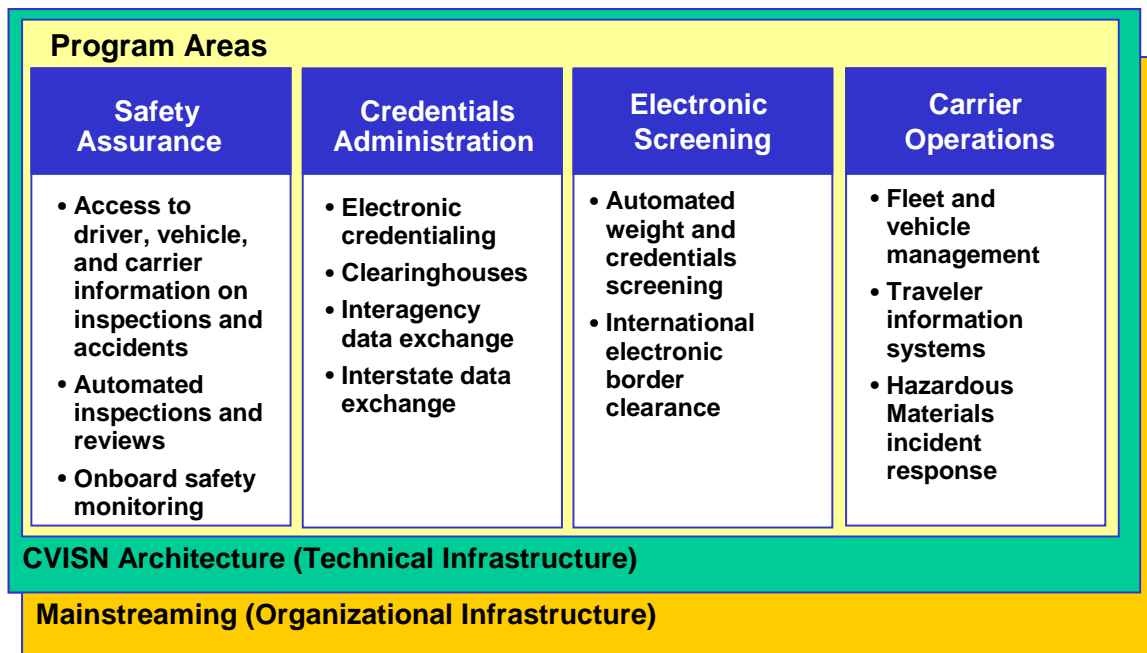 Program Areas
Safety
Assurance
• Access to
driver, vehicle,
and carrier
information on
inspections and
accidents
• Automated
inspections and
reviews
• Onboard safety
monitoring
Credentials
Administration
• Electronic
credentialing
• Clearinghouses
• Interagency
data exchange
• Interstate data
exchange
Electronic
Screening
• Automated
weight and
credentials
screening
• International
electronic
border
clearance
Carrier
Operations
• Fleet and
vehicle
management
• Traveler
information
systems
• Hazardous
Materials
incident
response
CVISN Architecture (Technical Infrastructure)
Mainstreaming (Organizational Infrastructure)